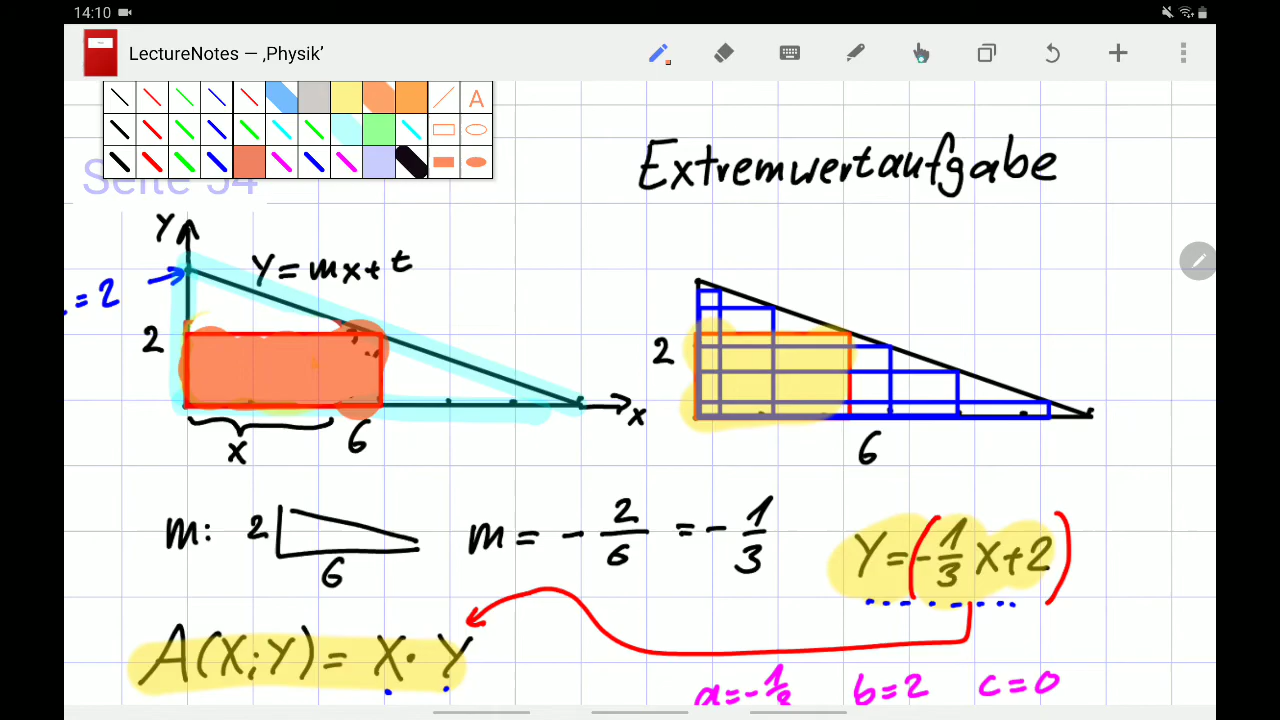 14:10
LectureNotes — ‚Physik‘
A
Seite 34
Extremwertaufgabe
Y
Y = mx + t
= 2
2
x
x
6
2
6
m: 2
6
m = - 2/6 = - 1/3
Y = (-1/3 X + 2)
A(X;Y) = X · Y
a = -1/3 b = 2 c = 0